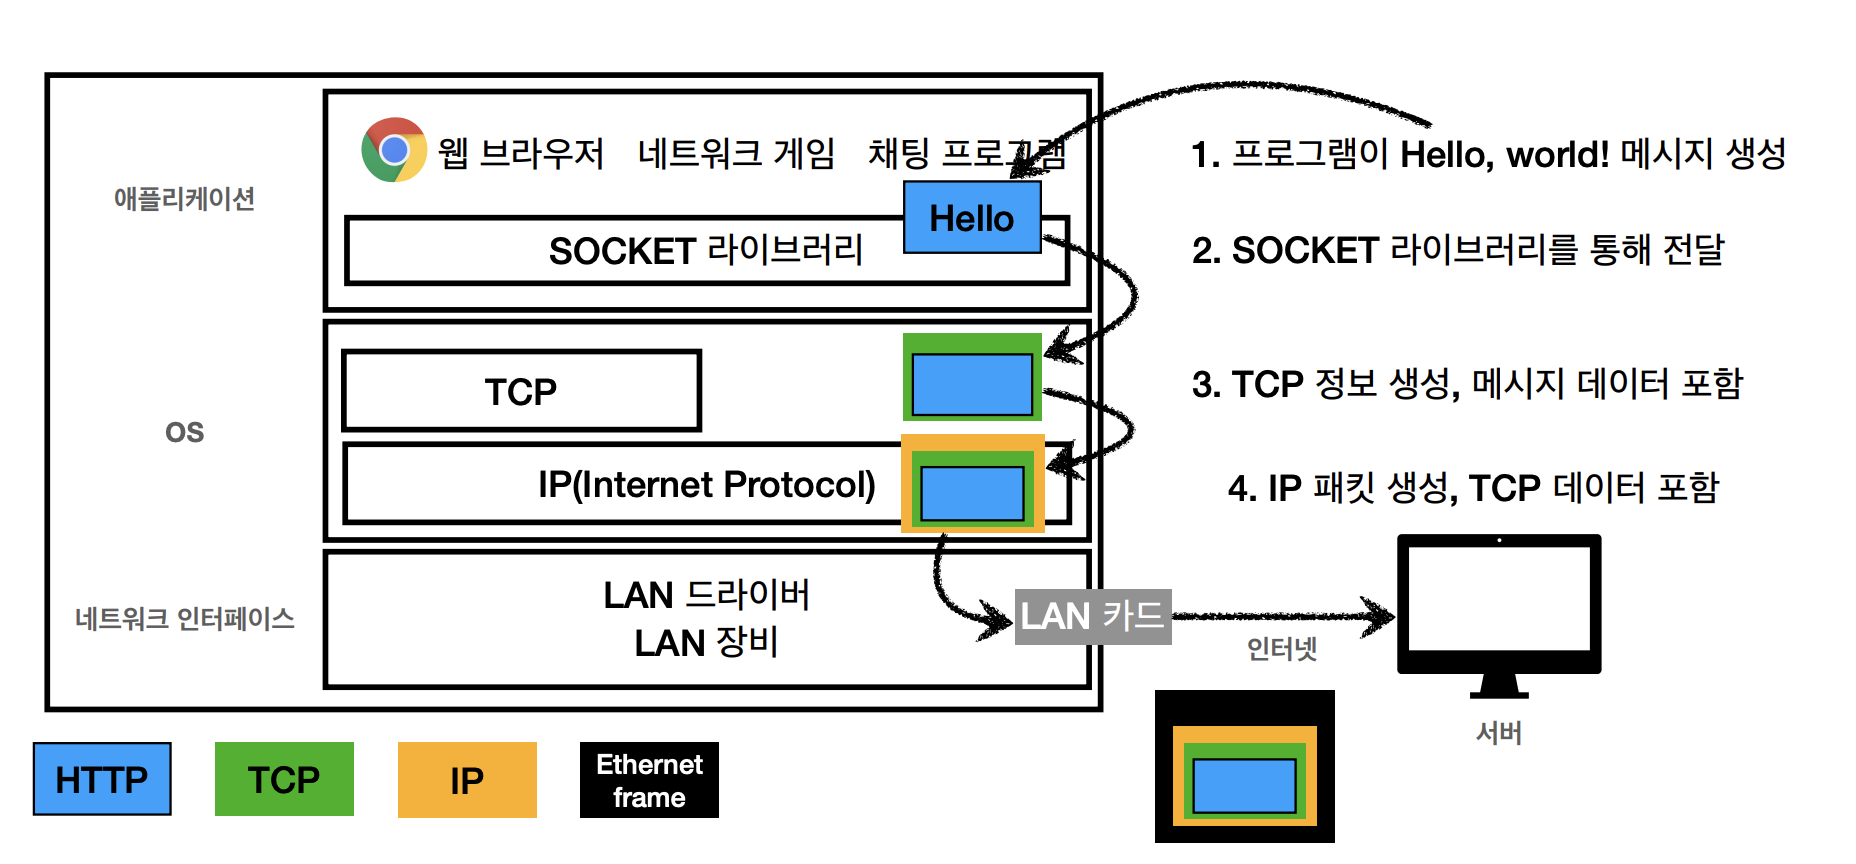 웹 브라우저 네트워크 게임 채팅 프로그램
1. 프로그램이 Hello, world! 메시지 생성
애플리케이션
Hello
SOCKET 라이브러리
2. SOCKET 라이브러리를 통해 전달
TCP
3. TCP 정보 생성, 메시지 데이터 포함
OS
IP(Internet Protocol)
4. IP 패킷 생성, TCP 데이터 포함
네트워크 인터페이스
LAN 드라이버
LAN 장비
LAN 카드
인터넷
서버
HTTP
TCP
IP
Ethernet
frame